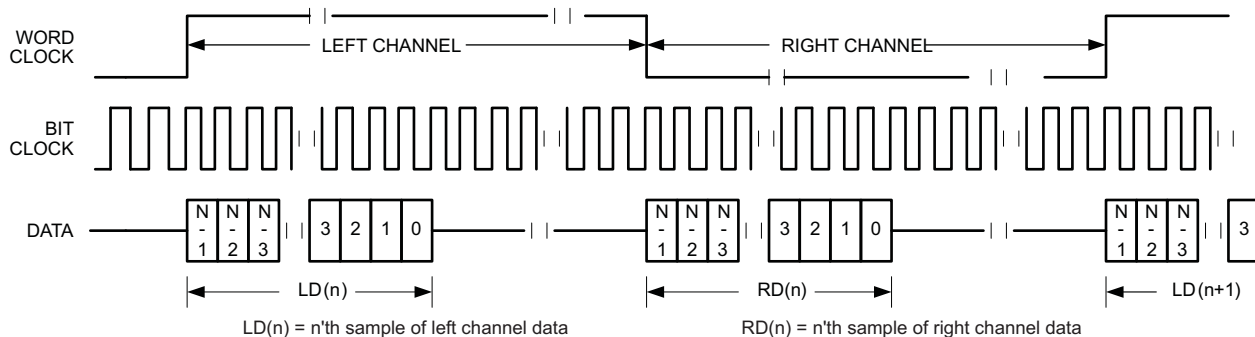 WORD
CLOCK
LEFT CHANNEL
RIGHT CHANNEL
BIT
CLOCK
DATA
N-1
N-2
N-3
3
2
1
0
N-1
N-2
N-3
3
2
1
0
N-1
N-2
N-3
3
LD(n)
RD(n)
LD(n+1)
LD(n) = n'th sample of left channel data
RD(n) = n'th sample of right channel data